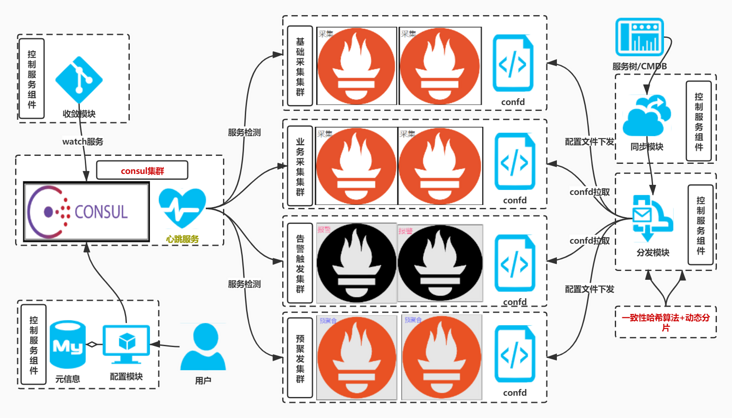 控制服务组件
收敛模块
watch服务
consul集群
CONSUL
心跳服务
控制服务组件
My
元信息
配置模块
用户
服务检测
服务检测
基础采集集群
采集
采集
confd
业务采集集群
采集
采集
confd
告警触发集群
报警
报警
confd
预聚发集群
预聚合
预聚合
confd
配置文件下发
confd拉取
confd拉取
配置文件下发
服务树/CMDB
控制服务组件
同步模块
控制服务组件
分发模块
一致性哈希算法+动态分
片